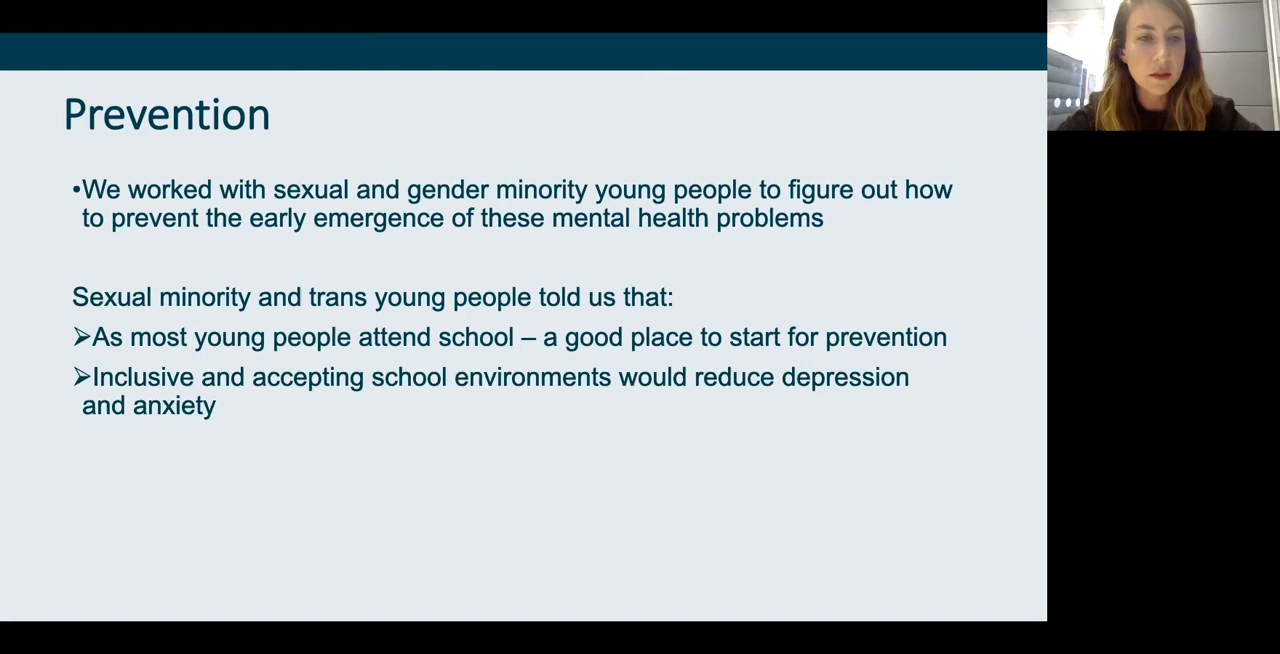 Prevention
•We worked with sexual and gender minority young people to figure out how
to prevent the early emergence of these mental health problems
Sexual minority and trans young people told us that:
➢As most young people attend school – a good place to start for prevention
➢Inclusive and accepting school environments would reduce depression
and anxiety